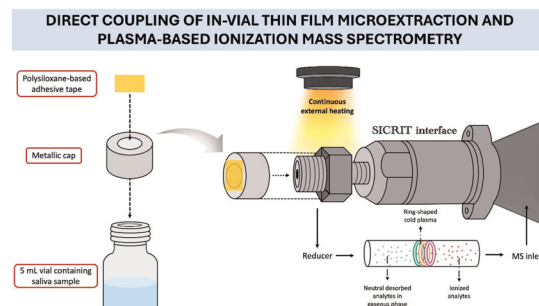 DIRECT COUPLING OF IN-VIAL THIN FILM MICROEXTRACTION AND
PLASMA-BASED IONIZATION MASS SPECTROMETRY
Polysiloxane-based
adhesive tape
Metallic cap
5 mL vial containing
saliva sample
Continuous
external heating
SICRIT interface
Ring-shaped
cold plasma
Reducer
MS inle
Neutral desorbed
analytes in
gaseous phase
Ionized
analytes